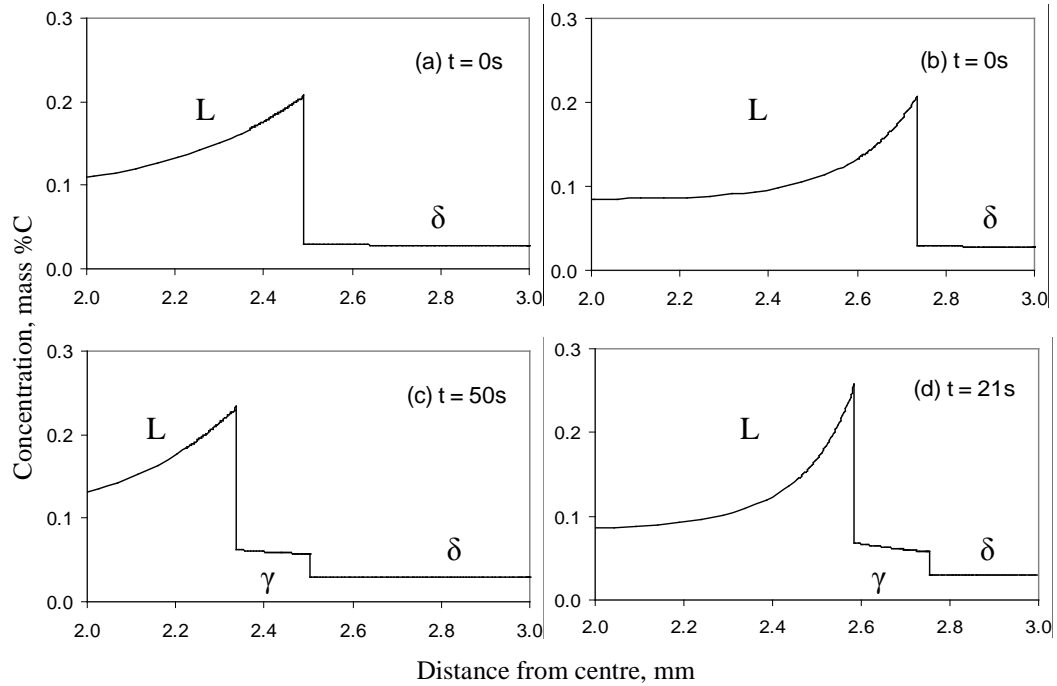 0.3
(a) t = 0s
L
0.2
0.1
δ
0.0
2.0 2.2 2.4 2.6 2.8 3.0
0.3
(b) t = 0s
L
0.2
0.1
δ
0.0
2.0 2.2 2.4 2.6 2.8 3.0
Concentration, mass %C
0.3
(c) t = 50s
L
0.2
0.1
δ
γ
0.0
2.0 2.2 2.4 2.6 2.8 3.0
0.3
(d) t = 21s
L
0.2
0.1
δ
γ
0.0
2.0 2.2 2.4 2.6 2.8 3.0
Distance from centre, mm